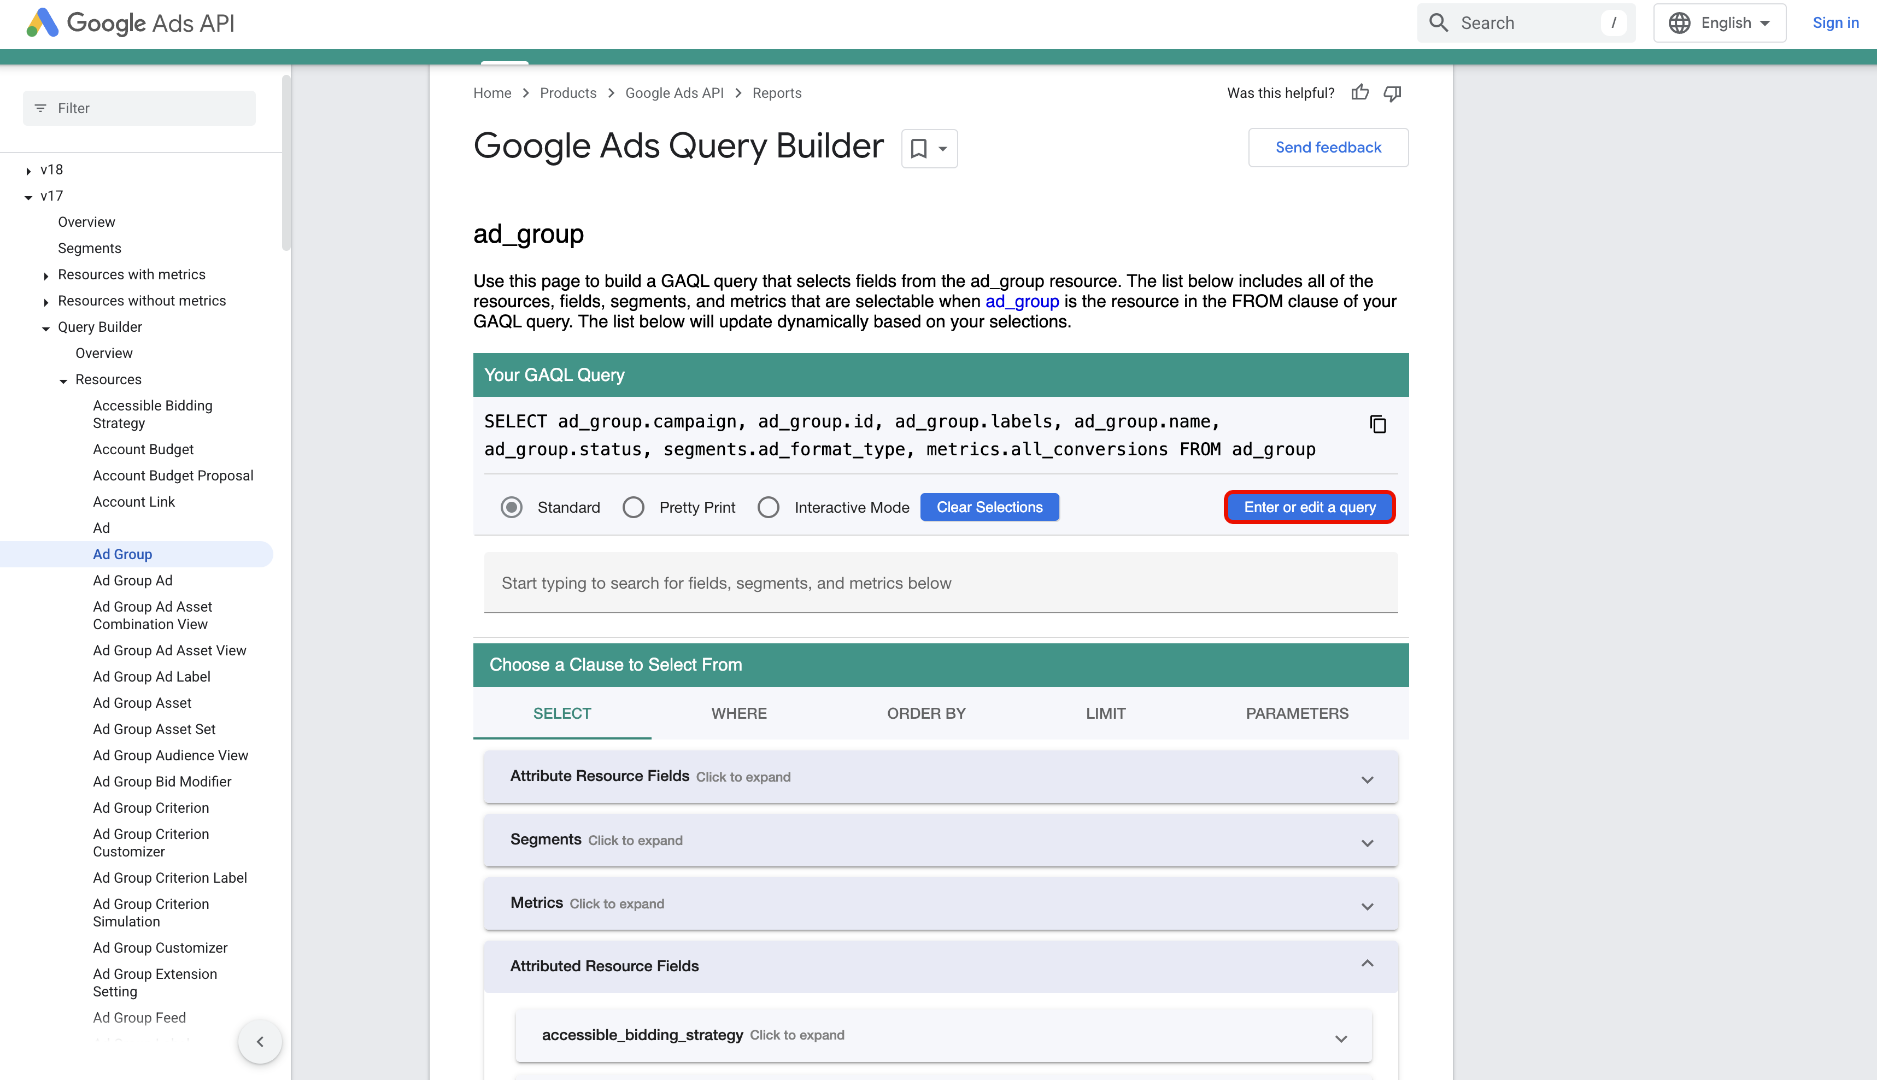 Google Ads API
Search
/
English
Sign in
Filter
v18
v17
Overview
Segments
Resources with metrics
Resources without metrics
Query Builder
Overview
Resources
Accessible Bidding
Strategy
Account Budget
Account Budget Proposal
Account Link
Ad
Ad Group
Ad Group Ad
Ad Group Ad Asset
Combination View
Ad Group Ad Asset View
Ad Group Ad Label
Ad Group Asset
Ad Group Asset Set
Ad Group Audience View
Ad Group Bid Modifier
Ad Group Criterion
Ad Group Criterion
Customizer
Ad Group Criterion Label
Ad Group Criterion
Simulation
Ad Group Customizer
Ad Group Extension
Setting
Ad Group Feed
Home > Products > Google Ads API > Reports
Was this helpful?
Google Ads Query Builder
Send feedback
ad_group
Use this page to build a GAQL query that selects fields from the ad_group resource. The list below includes all of the
resources, fields, segments, and metrics that are selectable when ad_group is the resource in the FROM clause of your
GAQL query. The list below will update dynamically based on your selections.
Your GAQL Query
SELECT ad_group.campaign, ad_group.id, ad_group.labels, ad_group.name,
ad_group.status, segments.ad_format_type, metrics.all_conversions FROM ad_group
Standard
Pretty Print
Interactive Mode
Clear Selections
Enter or edit a query
Start typing to search for fields, segments, and metrics below
Choose a Clause to Select From
SELECT
WHERE
ORDER BY
LIMIT
PARAMETERS
Attribute Resource Fields Click to expand
Segments Click to expand
Metrics Click to expand
Attributed Resource Fields
accessible_bidding_strategy Click to expand